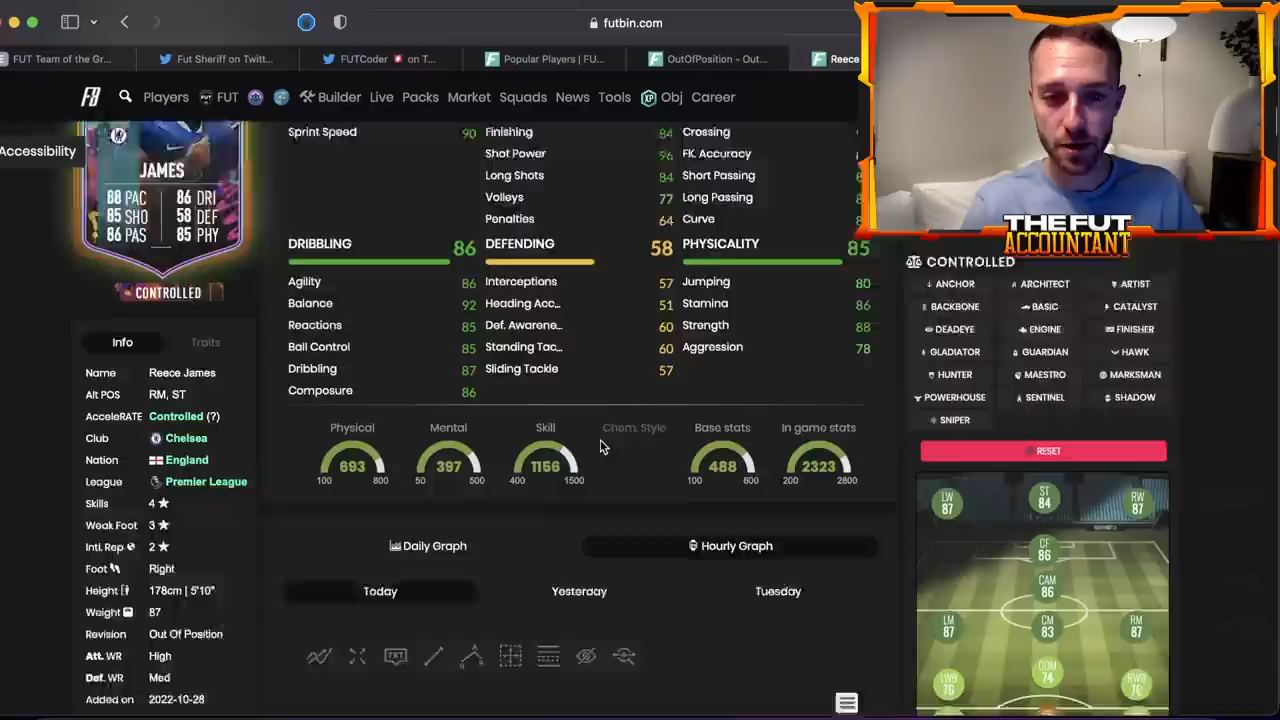 futbin.com
FUT Team of the Gr...
Fut Sheriff on Twitt...
FUTCoder on T...
Popular Players | FU...
OutOfPosition - Out...
Reece
FB Players FUT Builder Live Packs Market Squads News Tools XP Obj Career
Accessibility
JAMES
88 PAC 86 DRI
85 SHO 58 DEF
86 PAS 85 PHY
CONTROLLED
Info Traits
Name Reece James
Alt POS RM, ST
AcceleRATE Controlled (?)
Club Chelsea
Nation England
League Premier League
Skills 4
Weak Foot 3
Intl. Rep 2
Foot Right
Height 178cm | 5'10"
Weight 87
Revision Out Of Position
Att. WR High
Def. WR Med
Added on 2022-10-28
Sprint Speed 90
Finishing 84
Shot Power 96
Long Shots 84
Volleys 77
Penalties 64
Crossing
FK. Accuracy
Short Passing
Long Passing
Curve
DRIBBLING 86
Agility 86
Balance 92
Reactions 85
Ball Control 85
Dribbling 87
Composure 86
DEFENDING 58
Interceptions 57
Heading Acc... 51
Def. Awarene... 60
Standing Tac... 60
Sliding Tackle 57
PHYSICALITY 85
Jumping 80
Stamina 86
Strength 88
Aggression 78
Physical Mental Skill Chem. Style Base stats In game stats
693 397 1156 488 2323
100 800 50 500 400 1500 100 600 200 2800
Daily Graph Hourly Graph
Today Yesterday Tuesday
TXT
THE FUT
ACCOUNTANT
CONTROLLED
ANCHOR ARCHITECT ARTIST
BACKBONE BASIC CATALYST
DEADEYE ENGINE FINISHER
GLADIATOR GUARDIAN HAWK
HUNTER MAESTRO MARKSMAN
POWERHOUSE SENTINEL SHADOW
SNIPER
RESET
LW 87
ST 84
RW 87
CF 86
CAM 86
LM 87
CM 83
RM 87
CDM 74
LWB 76
RWB 76